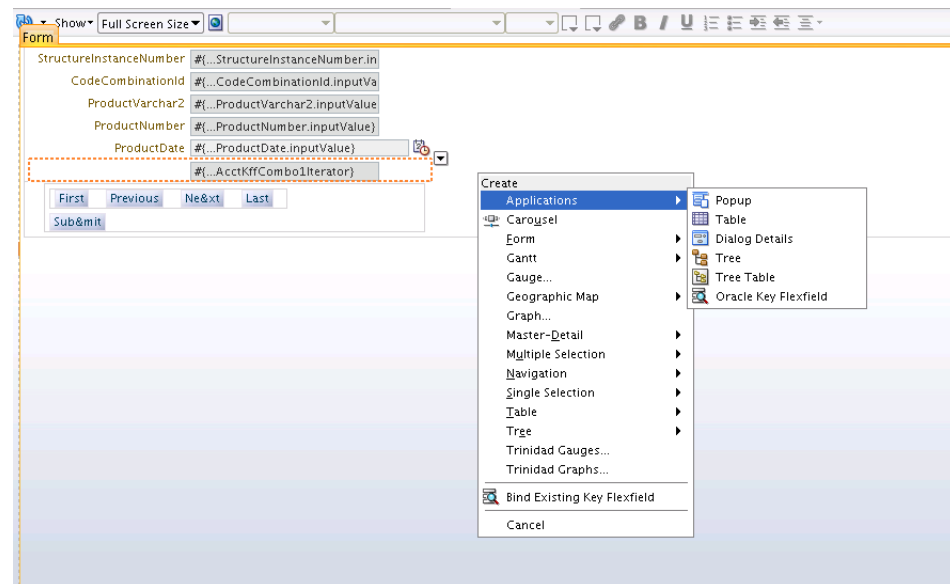 Show Full Screen Size B I U
Form
StructureInstanceNumber #{...StructureInstanceNumber.in
CodeCombinationId #{...CodeCombinationId.inputVa
ProductVarchar2 #{...ProductVarchar2.inputValue
ProductNumber #{...ProductNumber.inputValue}
ProductDate #{...ProductDate.inputValue}
#{...AcctKffCombo1Iterator}
First Previous Ne&xt Last
Sub&mit
Create
Applications
Carousel
Form
Gantt
Gauge...
Geographic Map
Graph...
Master-Detail
Multiple Selection
Navigation
Single Selection
Table
Tree
Trinidad Gauges...
Trinidad Graphs...
Bind Existing Key Flexfield
Cancel
Popup
Table
Dialog Details
Tree
Tree Table
Oracle Key Flexfield